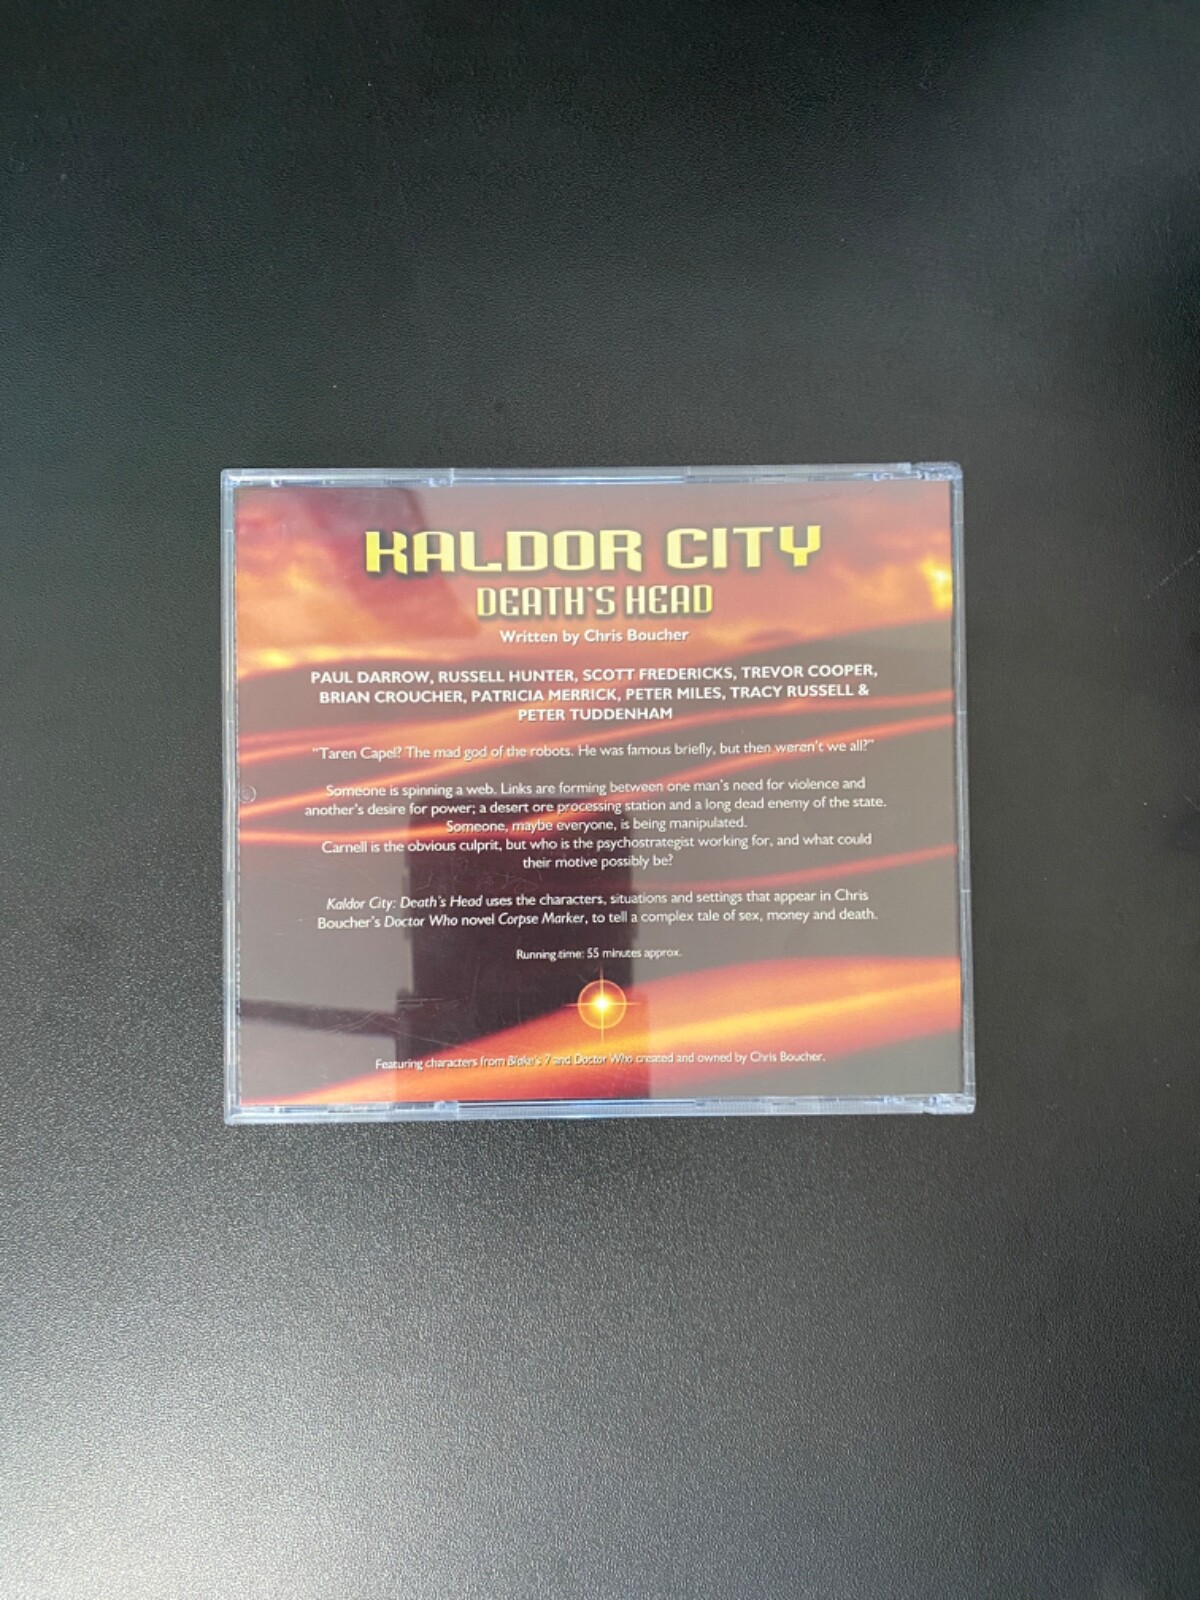 KALDOR CITY
DEATH'S HEAD
Written by Chris Boucher
PAUL DARROW, RUSSELL HUNTER, SCOTT FREDERICKS, TREVOR COOPER,
BRIAN CROUCHER, PATRICIA MERRICK, PETER MILES, TRACY RUSSELL &
PETER TUDDENHAM
"Taren Capel? The mad god of the robots. He was famous briefly, but then weren't we all?"
Someone is spinning a web. Links are forming between one man's need for violence and
another's desire for power; a desert ore processing station and a long dead enemy of the state.
Someone, maybe everyone, is being manipulated.
Carnell is the obvious culprit, but who is the psychostrategist working for, and what could
their motive possibly be?
Kaldor City: Death's Head uses the characters, situations and settings that appear in Chris
Boucher's Doctor Who novel Corpse Marker, to tell a complex tale of sex, money and death.
Running time: 55 minutes approx.
Featuring characters from Blake's 7 and Doctor Who created and owned by Chris Boucher.